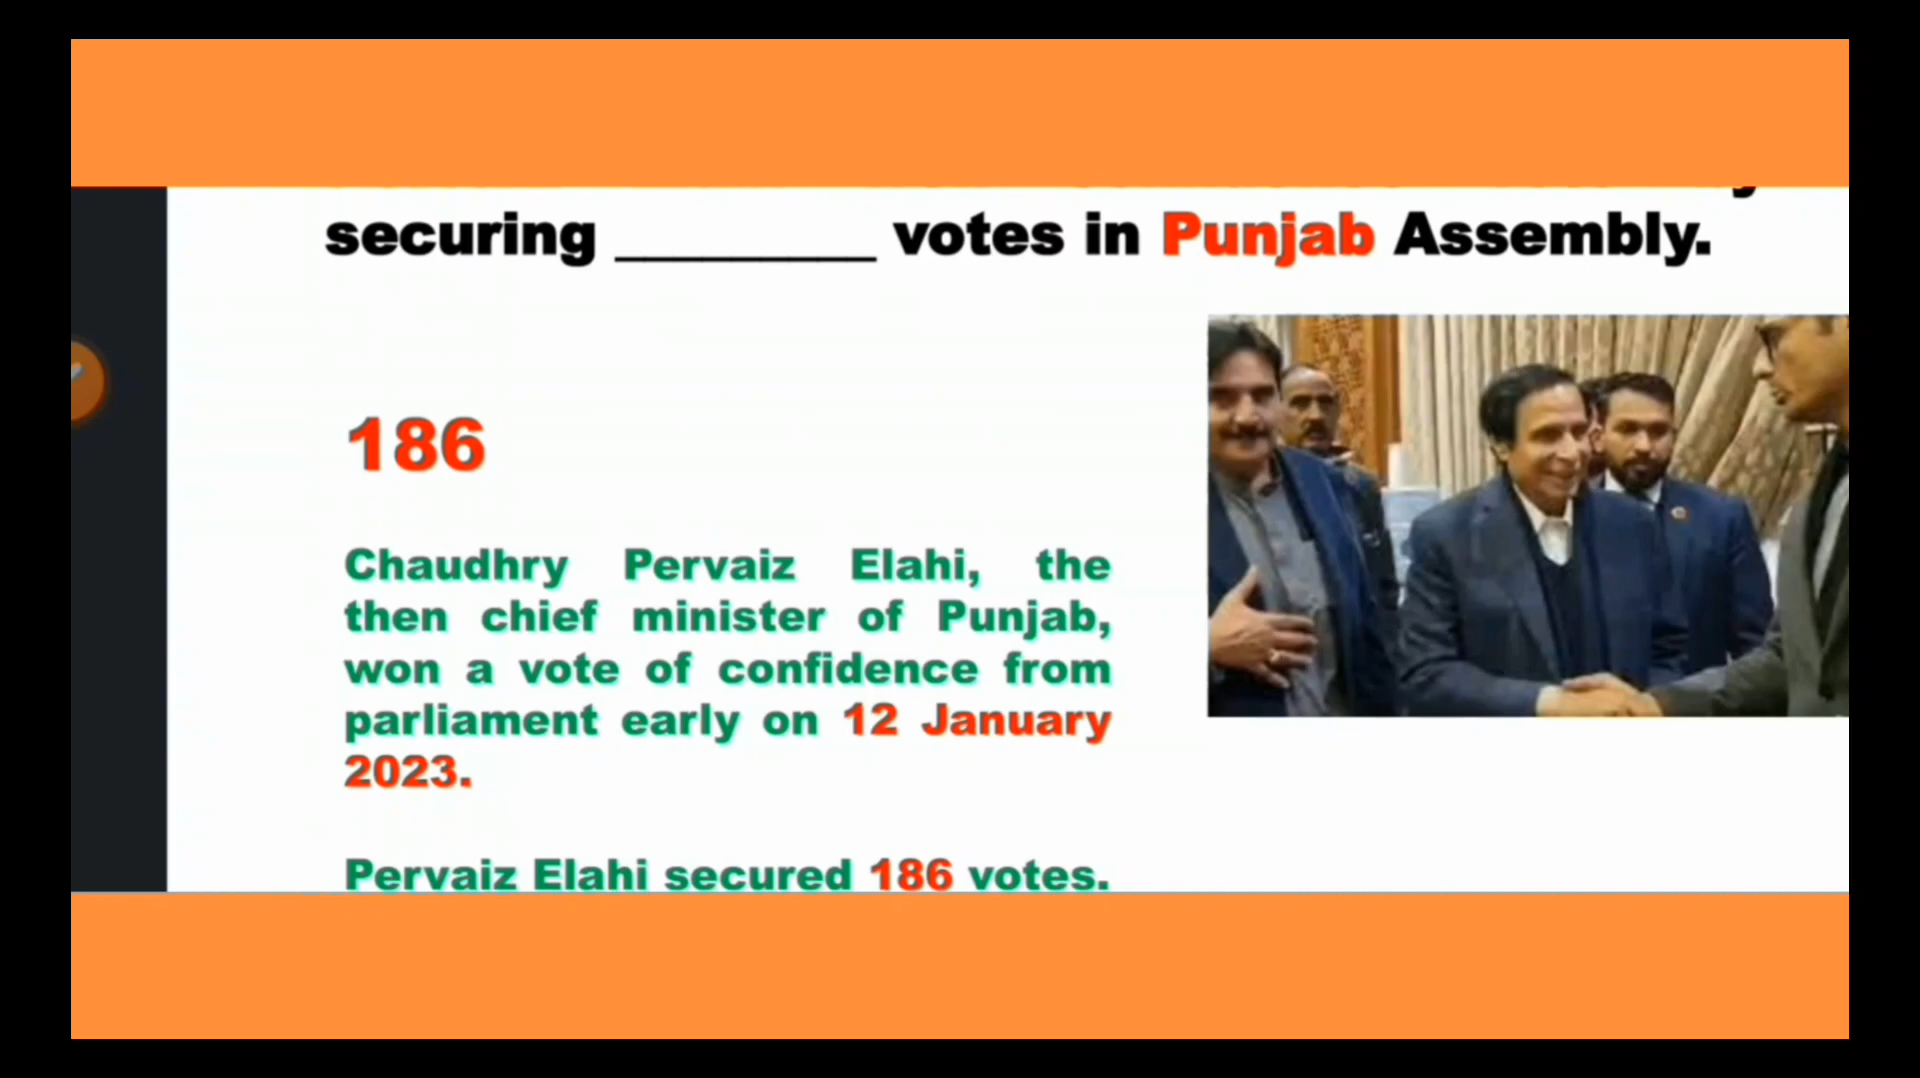 securing _________ votes in Punjab Assembly.
186
Chaudhry Pervaiz Elahi, the
then chief minister of Punjab,
won a vote of confidence from
parliament early on 12 January
2023.
Pervaiz Elahi secured 186 votes.